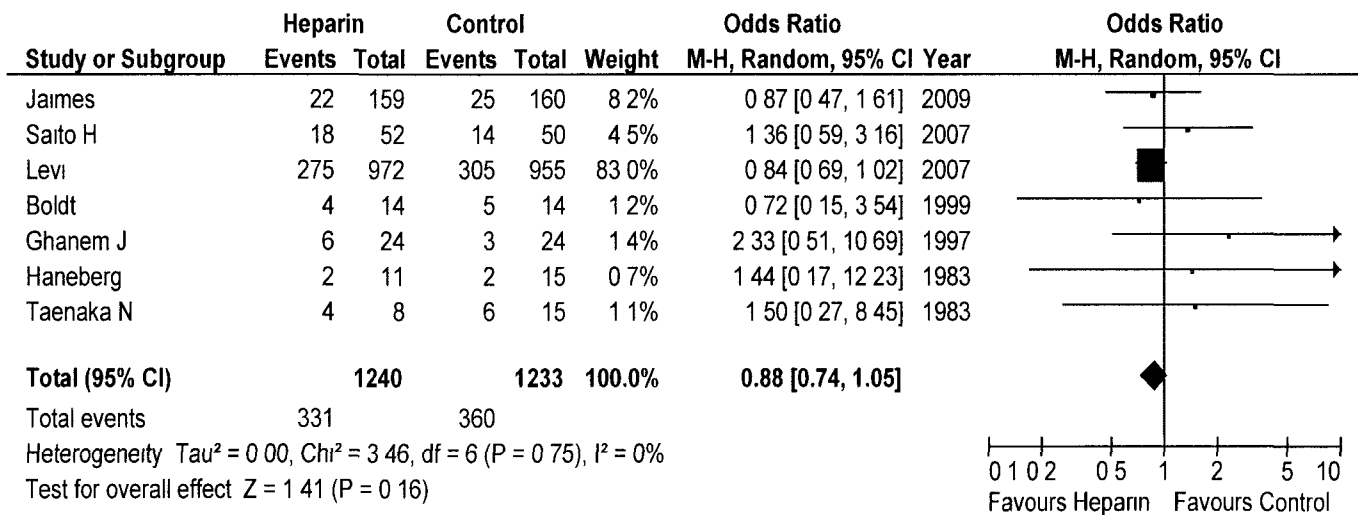 Heparin Control Odds Ratio Odds Ratio
Study or Subgroup Events Total Events Total Weight M-H, Random, 95% CI Year M-H, Random, 95% CI
Jaimes 22 159 25 160 8 2% 0 87 [0 47, 1 61] 2009
Saito H 18 52 14 50 4 5% 1 36 [0 59, 3 16] 2007
Levi 275 972 305 955 83 0% 0 84 [0 69, 1 02] 2007
Boldt 4 14 5 14 1 2% 0 72 [0 15, 3 54] 1999
Ghanem J 6 24 3 24 1 4% 2 33 [0 51, 10 69] 1997
Haneberg 2 11 2 15 0 7% 1 44 [0 17, 12 23] 1983
Taenaka N 4 8 6 15 1 1% 1 50 [0 27, 8 45] 1983
Total (95% CI) 1240 1233 100.0% 0.88 [0.74, 1.05]
Total events 331 360
Heterogeneity Tau² = 0 00, Chi² = 3 46, df = 6 (P = 0 75), I² = 0%
Test for overall effect Z = 1 41 (P = 0 16)
0 1 0 2 0 5 1 2 5 10
Favours Heparin Favours Control